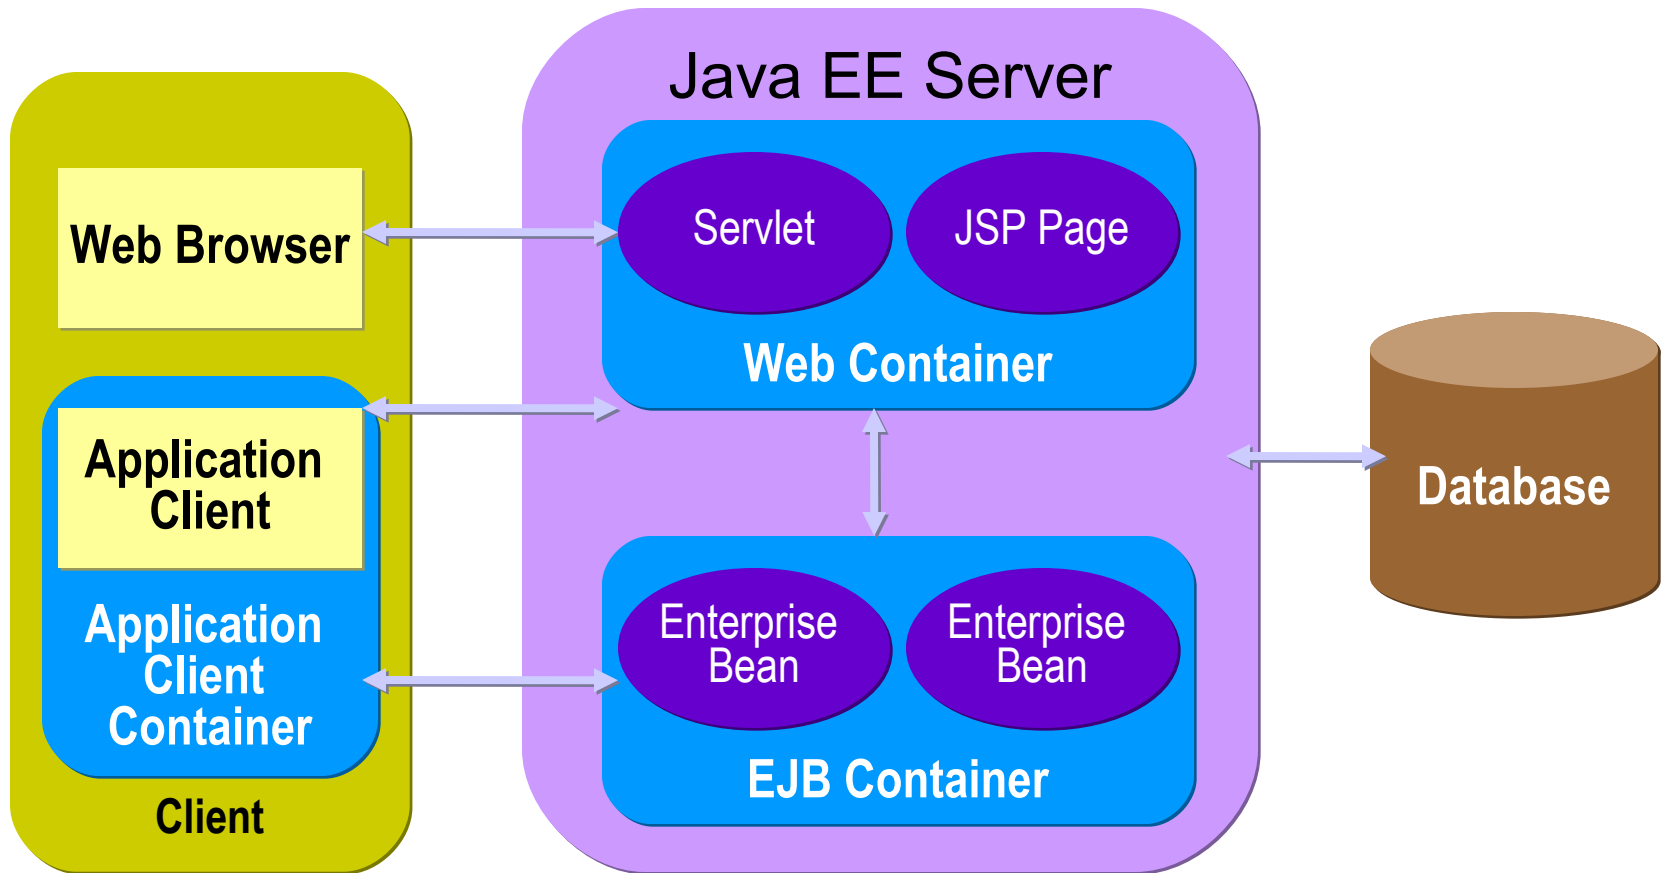 Java EE Server
Web Browser
Servlet
JSP Page
Web Container
Application
Client
Application
Client
Container
Client
Enterprise
Bean
Enterprise
Bean
EJB Container
Database